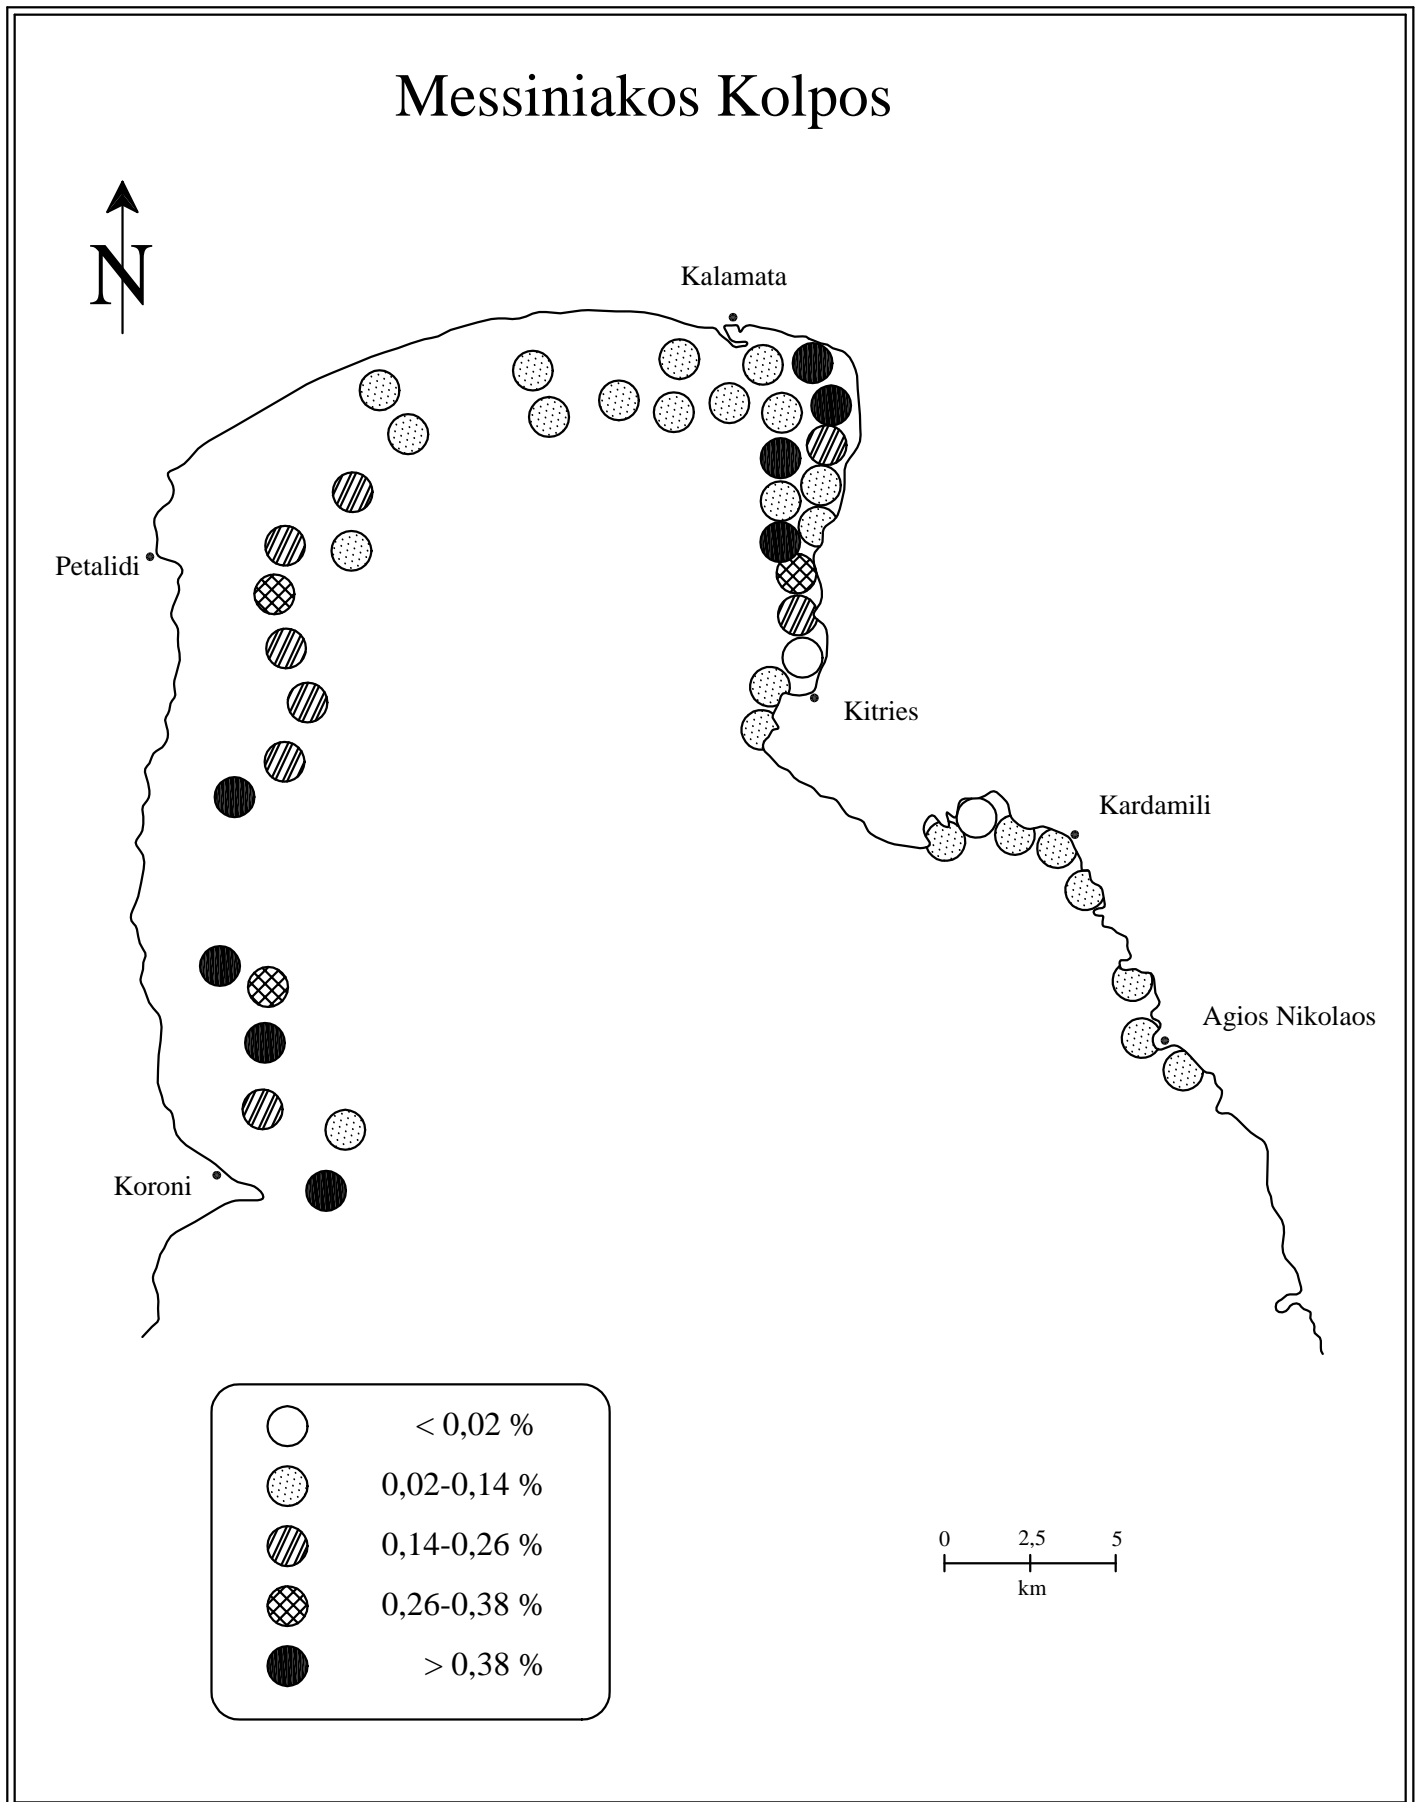 Messiniakos Kolpos
N
Kalamata
Petalidi
Kitries
Kardamili
Agios Nikolaos
Koroni
< 0,02 %
0,02-0,14 %
0,14-0,26 %
0,26-0,38 %
> 0,38 %
0 2,5 5
km